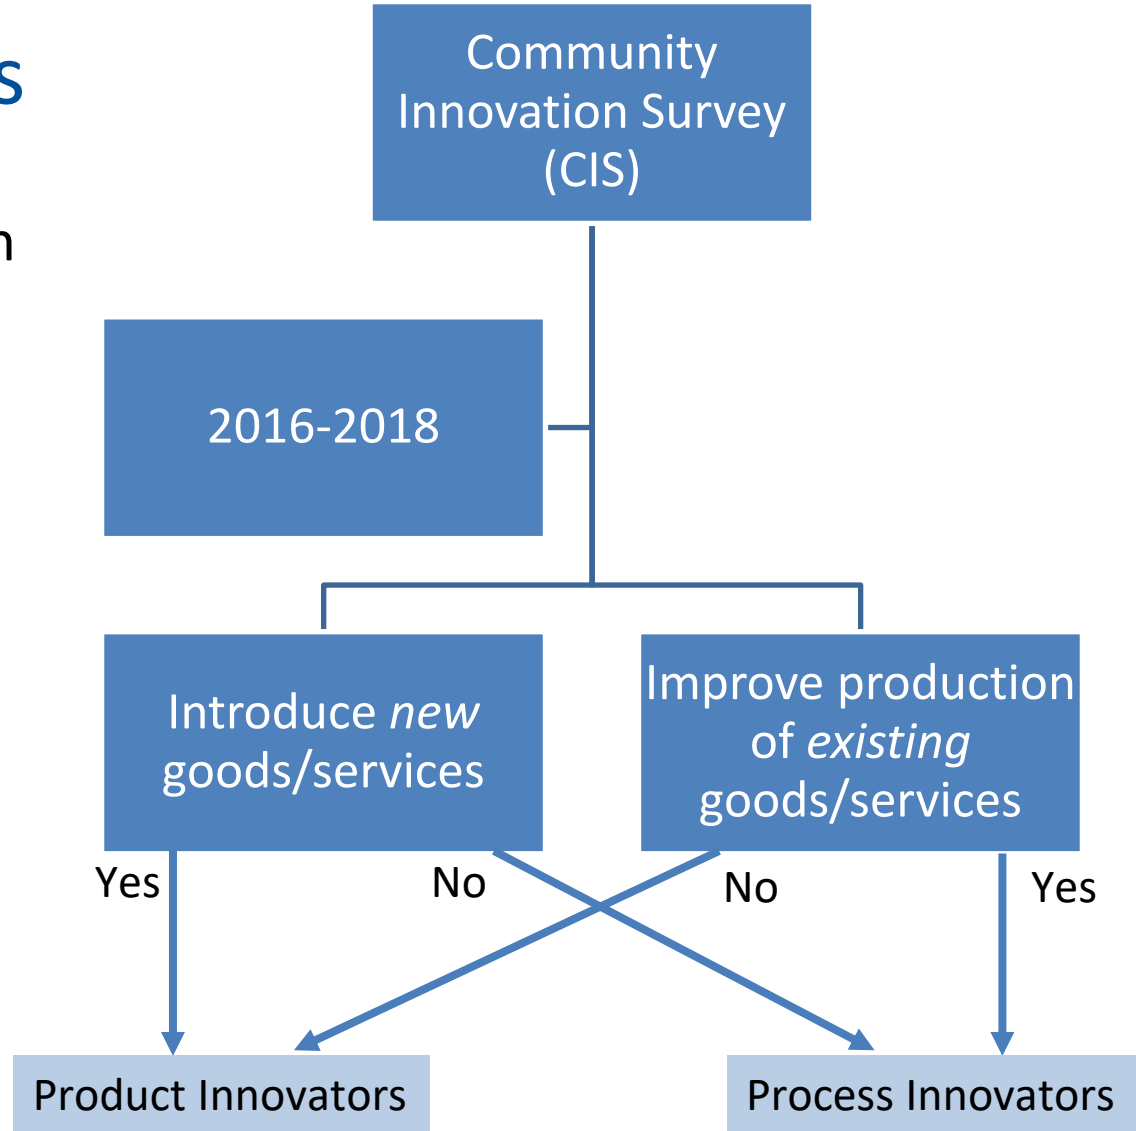 s
Community
Innovation Survey
(CIS)
n
2016-2018
Introduce new
goods/services
Improve production
of existing
goods/services
Yes
No
No
Yes
Product Innovators
Process Innovators